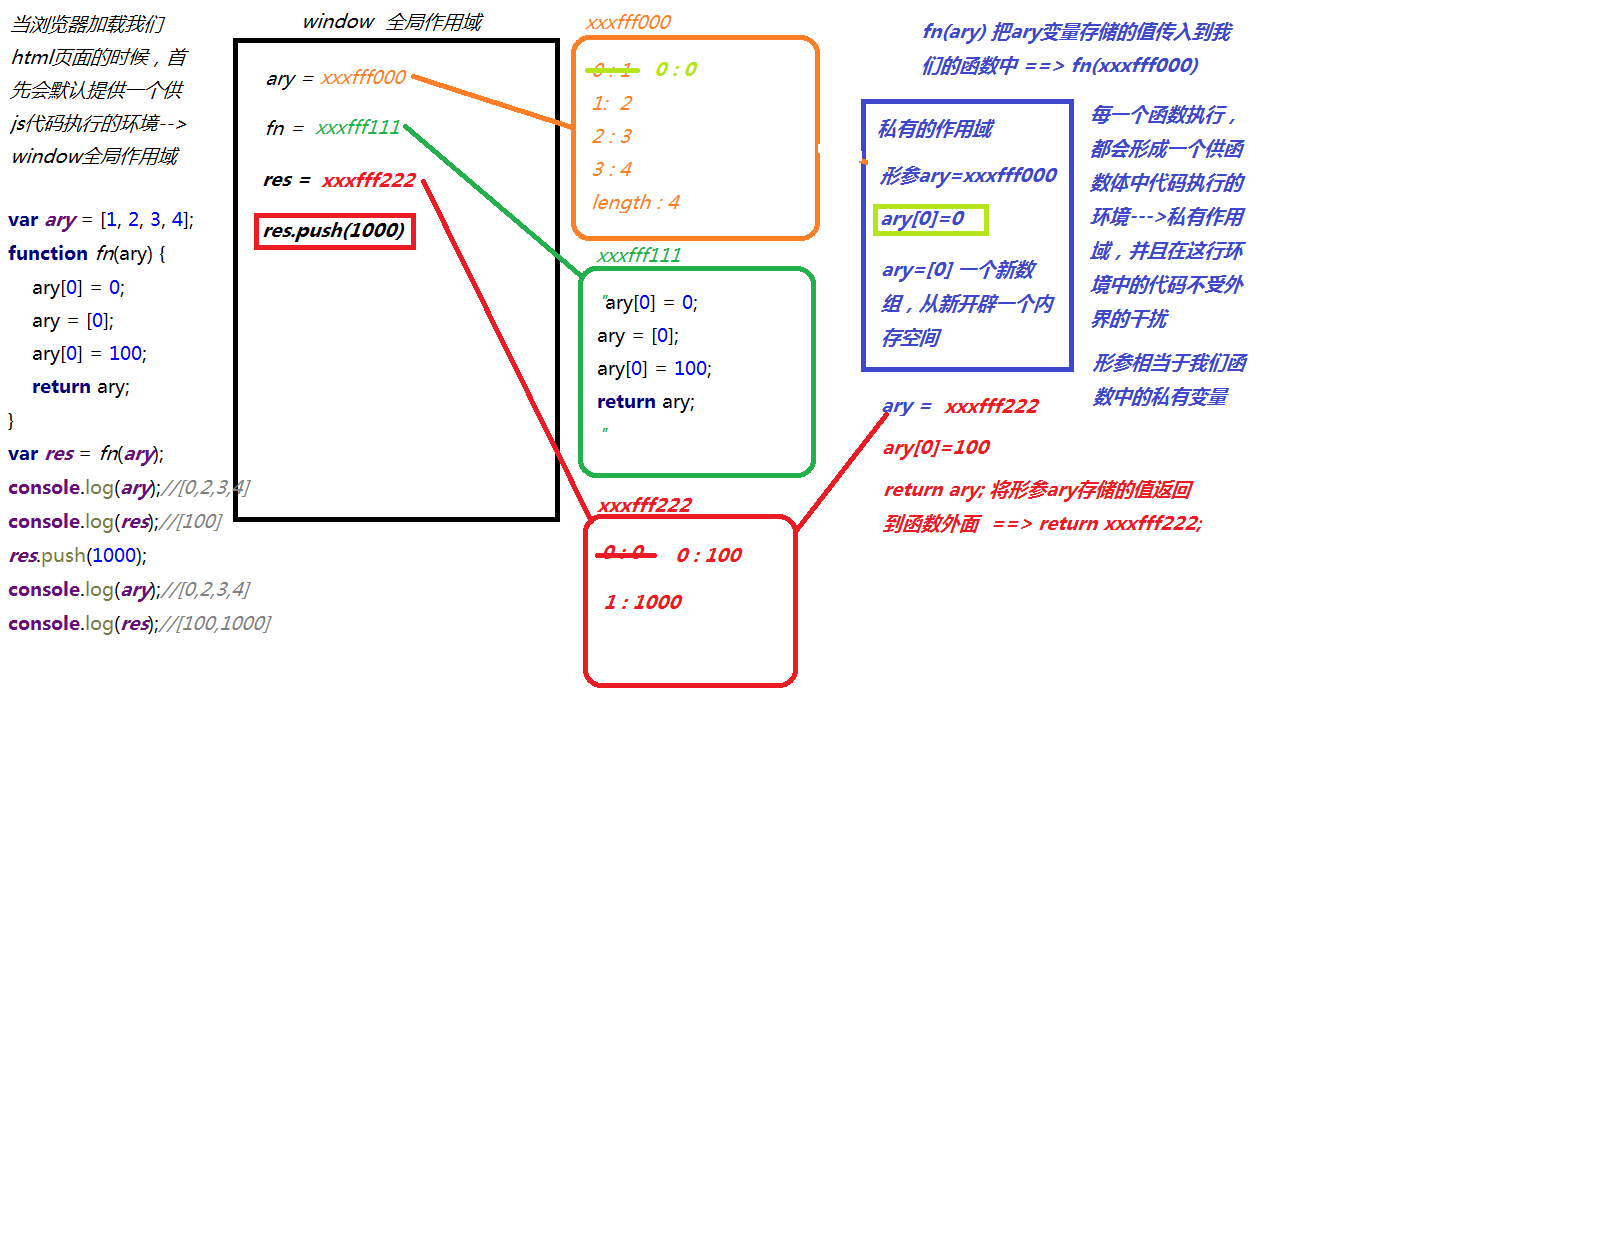 当浏览器加载我们
html页面的时候，首
先会默认提供一个供
js代码执行的环境-->
window全局作用域
var ary = [1, 2, 3, 4];
function fn(ary) {
ary[0] = 0;
ary = [0];
ary[0] = 100;
return ary;
}
var res = fn(ary);
console.log(ary);//[0,2,3,4]
console.log(res);//[100]
res.push(1000);
console.log(ary);//[0,2,3,4]
console.log(res);//[100,1000]
window 全局作用域
ary = xxxfff000
fn = xxxfff111
res = xxxfff222
res.push(1000)
xxxfff000
0 : 1 0 : 0
1: 2
2 : 3
3 : 4
length : 4
xxxfff111
"ary[0] = 0;
ary = [0];
ary[0] = 100;
return ary;
"
xxxfff222
0 : 0 0 : 100
1 : 1000
fn(ary) 把ary变量存储的值传入到我
们的函数中 ==> fn(xxxfff000)
私有的作用域
形参ary=xxxfff000
ary[0]=0
ary=[0] 一个新数
组，从新开辟一个内
存空间
ary = xxxfff222
ary[0]=100
return ary; 将形参ary存储的值返回
到函数外面 ==> return xxxfff222;
每一个函数执行，
都会形成一个供函
数体中代码执行的
环境--->私有作用
域，并且在这行环
境中的代码不受外
界的干扰
形参相当于我们函
数中的私有变量